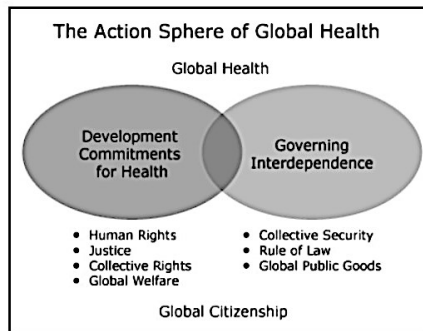 The Action Sphere of Global Health
Global Health
Development
Commitments
for Health
Governing
Interdependence
• Human Rights
• Justice
• Collective Rights
• Global Welfare
• Collective Security
• Rule of Law
• Global Public Goods
Global Citizenship